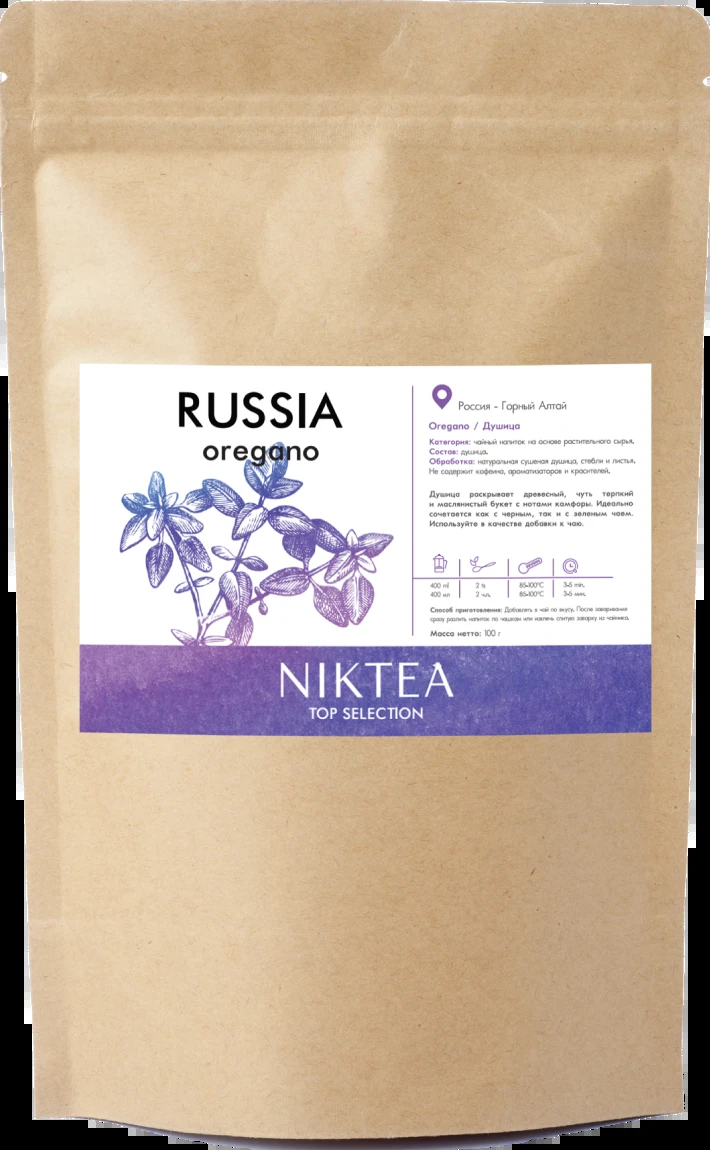 RUSSIA
oregano
Россия - Горный Алтай
Oregano / Душица
Категория: чайный напиток на основе растительного сырья.
Состав: душица.
Обработка: натуральная сушеная душица, стебли и листья.
Не содержит кофеина, ароматизаторов и красителей.
Душица раскрывает древесный, чуть терпкий
и маслянистый букет с нотами камфоры. Идеально
сочетается как с черным, так и с зеленым чаем.
Используйте в качестве добавки к чаю.
400 ml 2 ts 85-100°C 3-5 min.
400 мл 2 ч.л. 85-100°C 3-5 мин.
Способ приготовления: Добавлять в чай по вкусу. После заваривания
сразу разлить напиток по чашкам или извлечь спитую заварку из чайника.
Масса нетто: 100 г
NIKTEA
TOP SELECTION